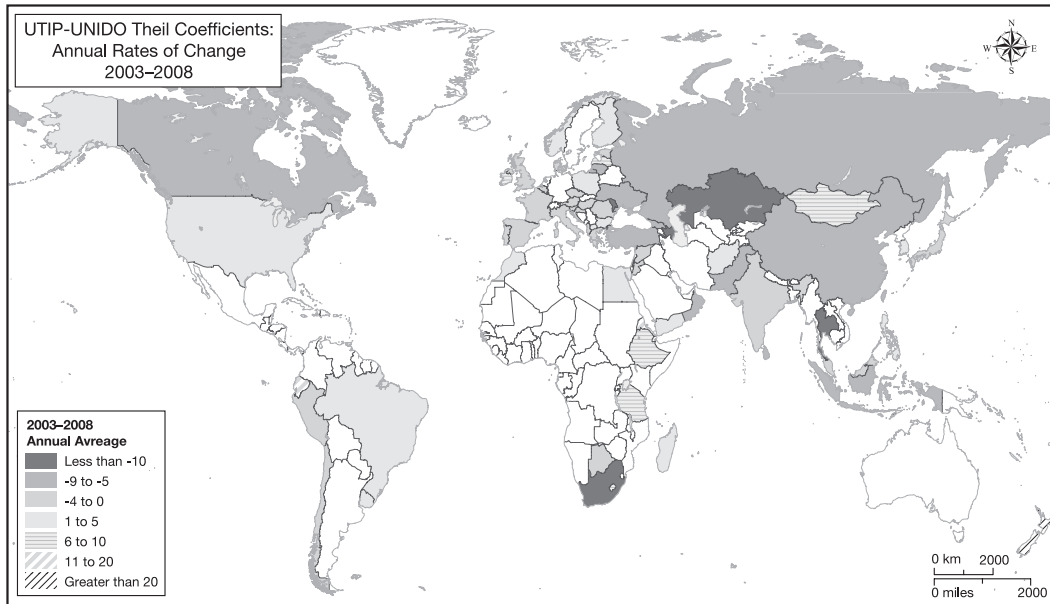 UTIP-UNIDO Theil Coefficients:
Annual Rates of Change
2003–2008
N
W E
S
2003–2008
Annual Avreage
Less than -10
-9 to -5
-4 to 0
1 to 5
6 to 10
11 to 20
Greater than 20
0 km 2000
0 miles 2000